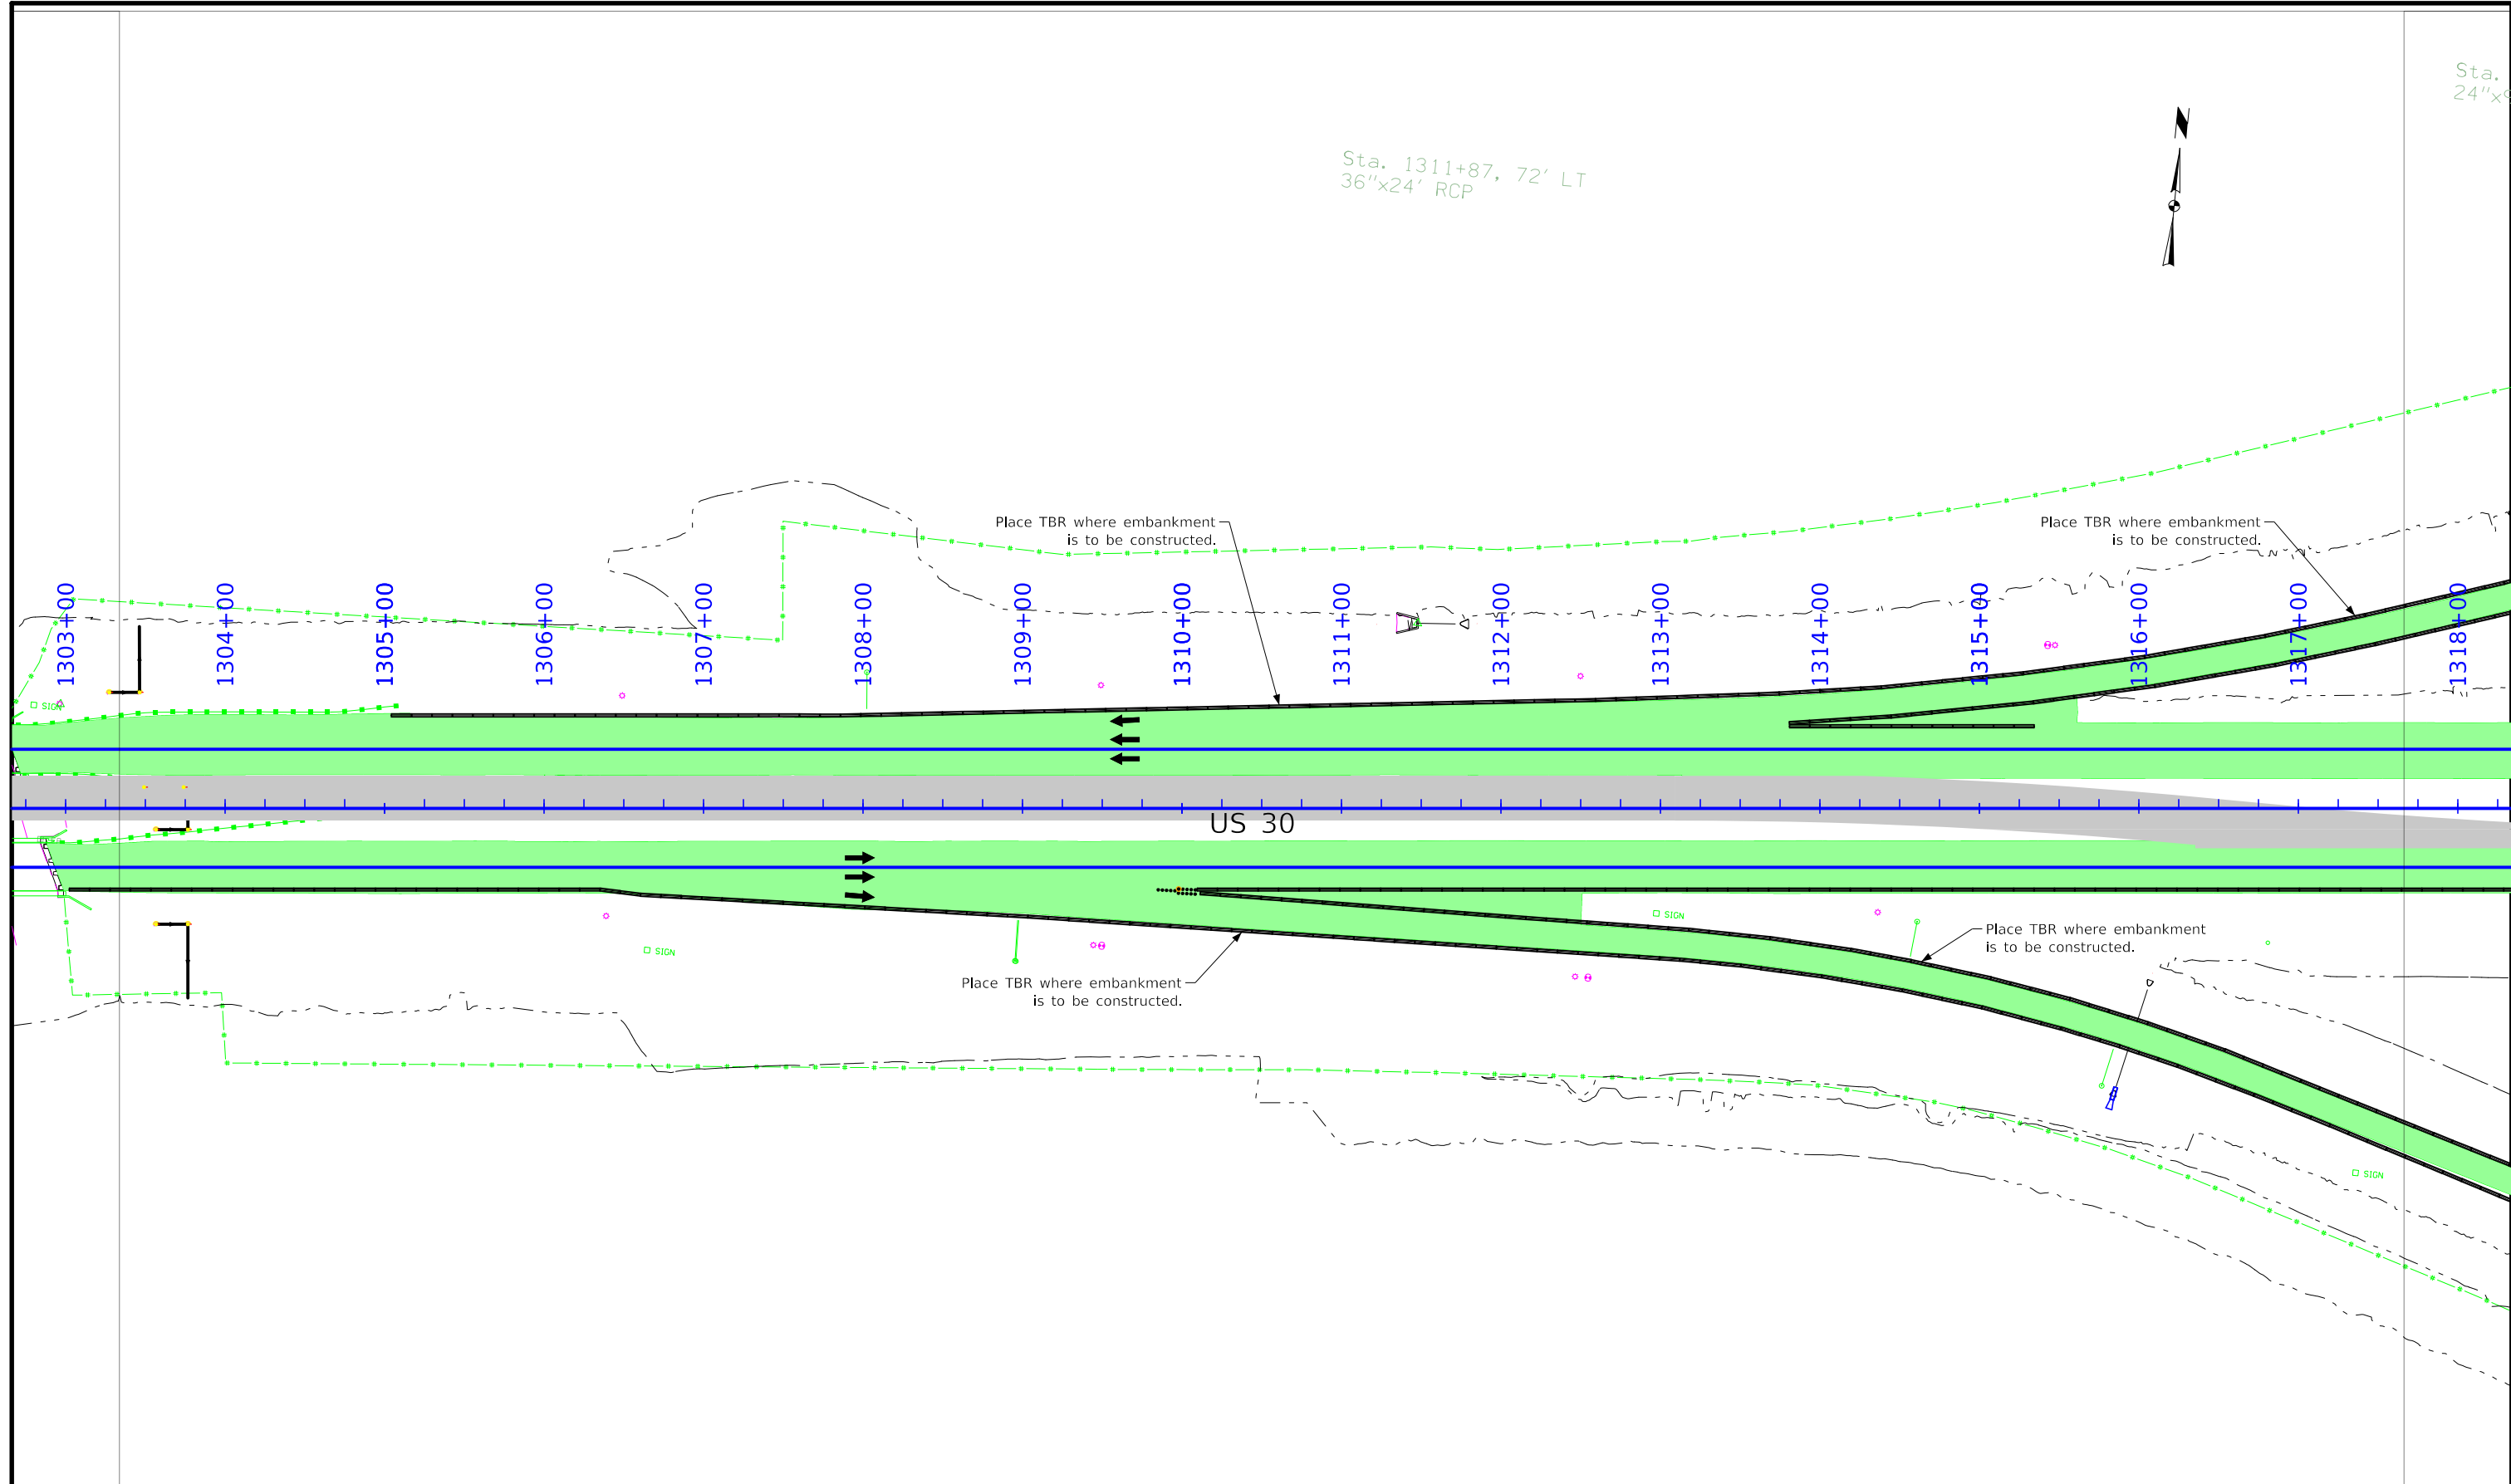 Sta.
24"x
Sta. 1311+87, 72' LT
36"x24' RCP
Place TBR where embankment
is to be constructed.
Place TBR where embankment
is to be constructed.
1303+00
1304+00
1305+00
1306+00
1307+00
1308+00
1309+00
1310+00
1311+00
1312+00
1313+00
1314+00
1315+00
1316+00
1317+00
1318+00
SIGN
US 30
SIGN
SIGN
Place TBR where embankment
is to be constructed.
Place TBR where embankment
is to be constructed.
SIGN